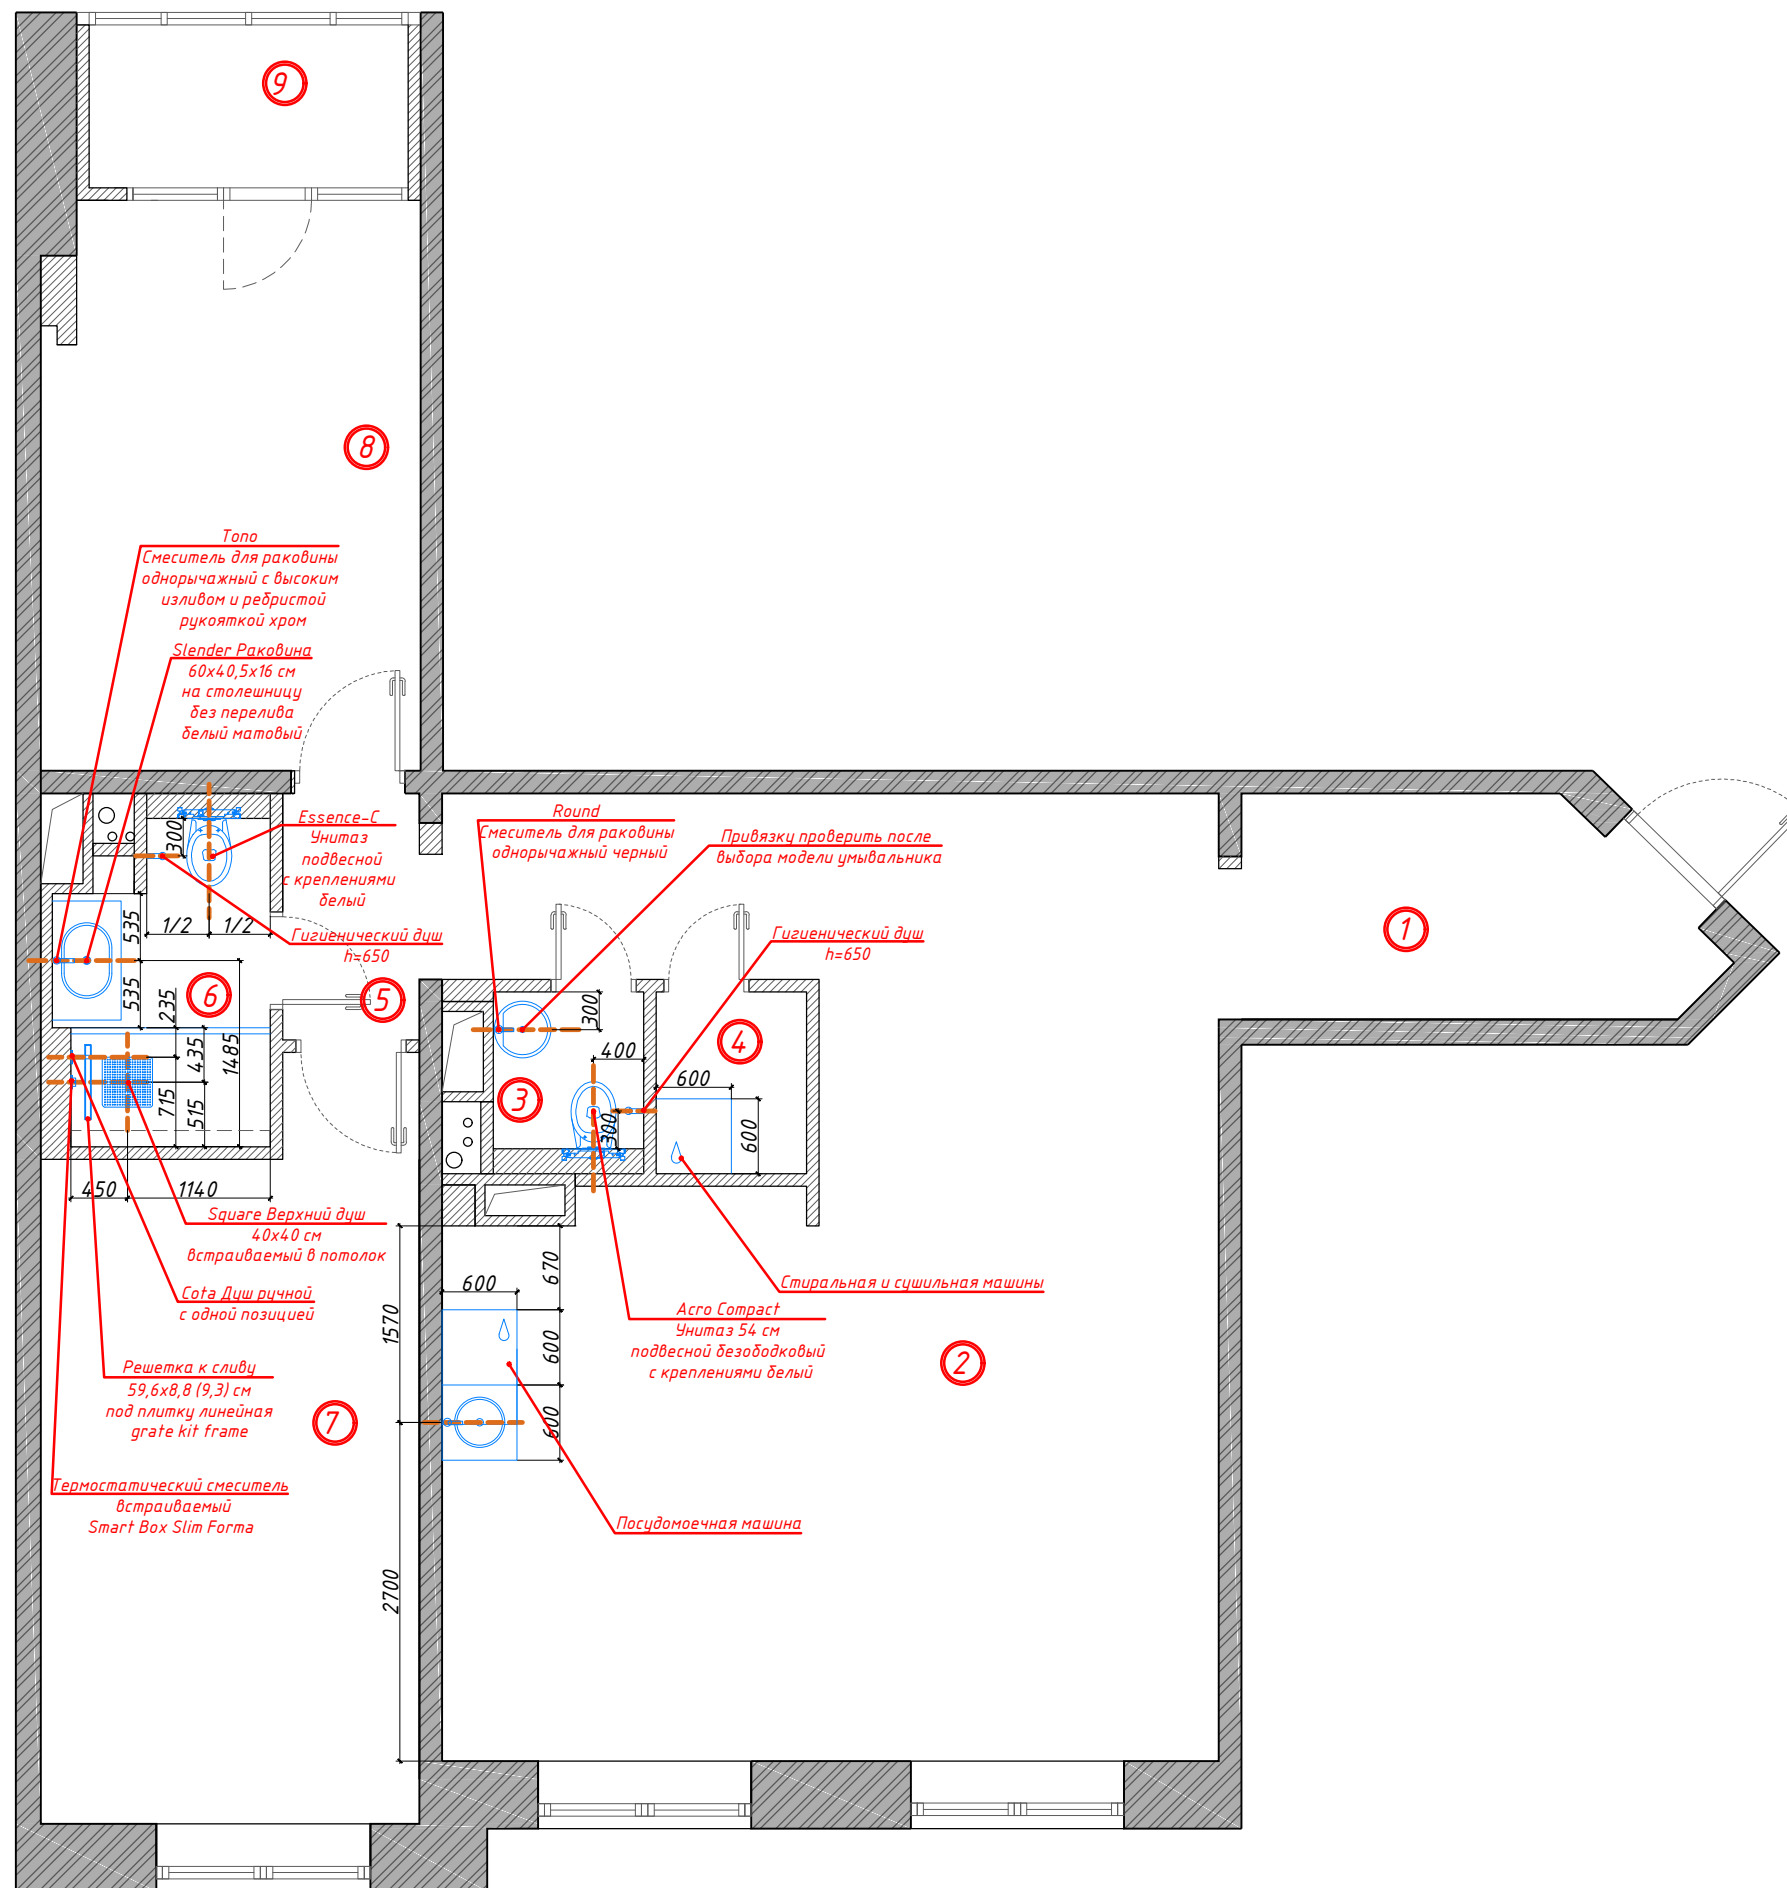 9
8
Tono
Смеситель для раковины
однорычажный с высоким
изливом и ребристой
рукояткой хром
Slender Раковина
60х40,5х16 см
на столешницу
без перелива
белый матовый
Essence-C
Унитаз
подвесной
с креплениями
белый
300
Гигиенический душ
h=650
1/2
1/2
535
535
6
5
235
435
1485
715
515
450
1140
Round
Смеситель для раковины
однорычажный черный
Привязку проверить после
выбора модели умывальника
Гигиенический душ
h=650
1
300
400
3
4
600
600
300
Square Верхний душ
40х40 см
встраиваемый в потолок
Cota Душ ручной
с одной позицией
Решетка к сливу
59,6х8,8 (9,3) см
под плитку линейная
grate kit frame
7
Термостатический смеситель
встраиваемый
Smart Box Slim Forma
1570
2700
600
670
600
600
Стиральная и сушильная машины
Acro Compact
Унитаз 54 см
подвесной безободковый
с креплениями белый
2
Посудомоечная машина